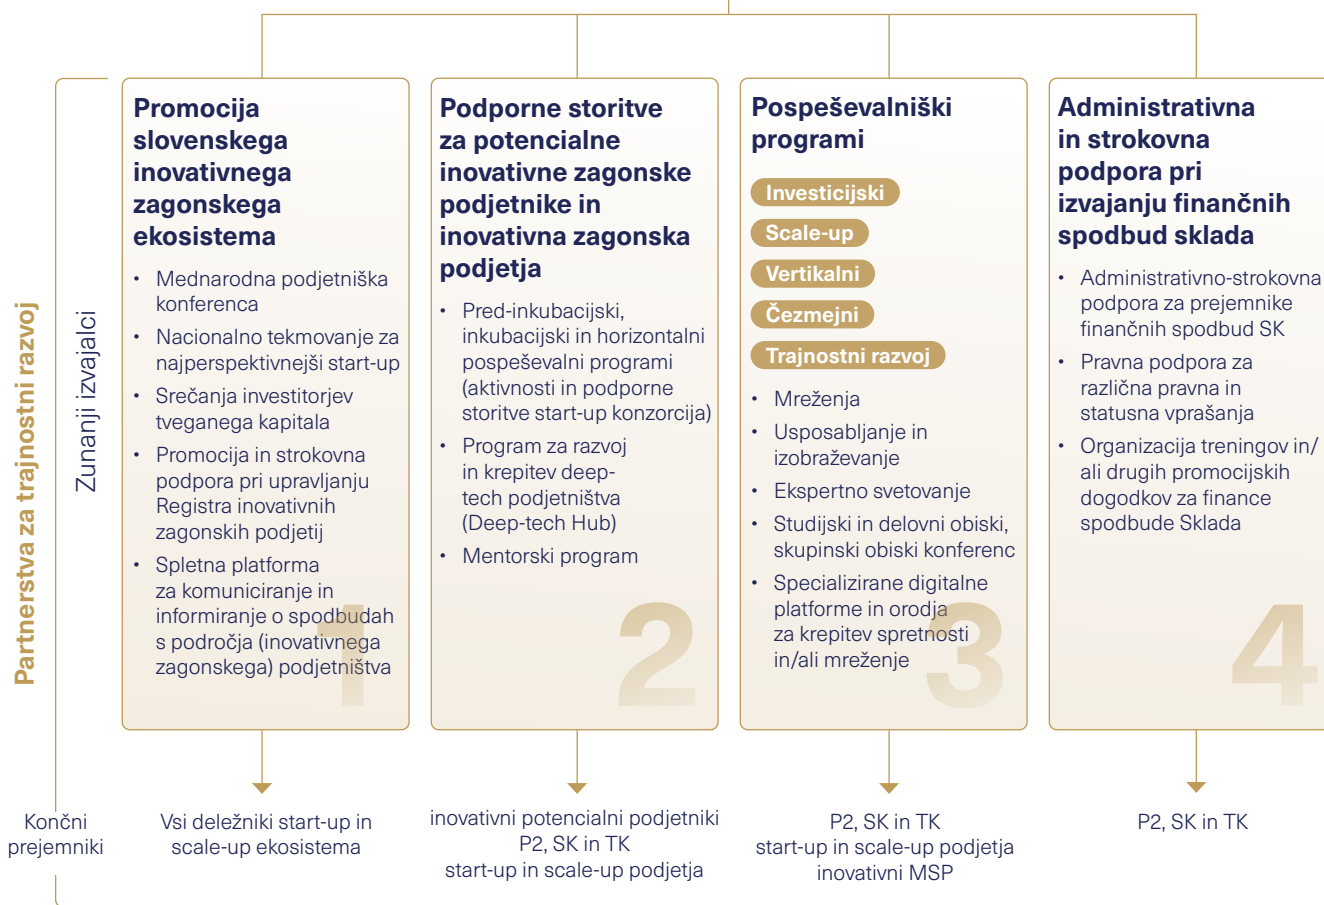 Partnerstva za trajnostni razvoj
Zunanji izvajalci
Promocija
slovenskega
inovativnega
zagonskega
ekosistema
• Mednarodna podjetniška
konferenca
• Nacionalno tekmovanje za
najperspektivnejši start-up
• Srečanja investitorjev
tveganega kapitala
• Promocija in strokovna
podpora pri upravljanju
Registra inovativnih
zagonskih podjetij
• Spletna platforma
za komuniciranje in
informiranje o spodbudah
s področja (inovativnega
zagonskega) podjetništva
1
Podporne storitve
za potencialne
inovativne zagonske
podjetnike in
inovativna zagonska
podjetja
• Pred-inkubacijski,
inkubacijski in horizontalni
pospeševalni programi
(aktivnosti in podporne
storitve start-up konzorcija)
• Program za razvoj
in krepitev deep-
tech podjetništva
(Deep-tech Hub)
• Mentorski program
2
Pospeševalniški
programi
Investicijski
Scale-up
Vertikalni
Čezmejni
Trajnostni razvoj
• Mreženja
• Usposabljanje in
izobraževanje
• Ekspertno svetovanje
• Studijski in delovni obiski,
skupinski obiski konferenc
• Specializirane digitalne
platforme in orodja
za krepitev spretnosti
in/ali mreženje
3
Administrativna
in strokovna
podpora pri
izvajanju finančnih
spodbud sklada
• Administrativno-strokovna
podpora za prejemnike
finančnih spodbud SK
• Pravna podpora za
različna pravna in
statusna vprašanja
• Organizacija treningov in/
ali drugih promocijskih
dogodkov za finance
spodbude Sklada
4
Končni
prejemniki
Vsi deležniki start-up in
scale-up ekosistema
inovativni potencialni podjetniki
P2, SK in TK
start-up in scale-up podjetja
P2, SK in TK
start-up in scale-up podjetja
inovativni MSP
P2, SK in TK